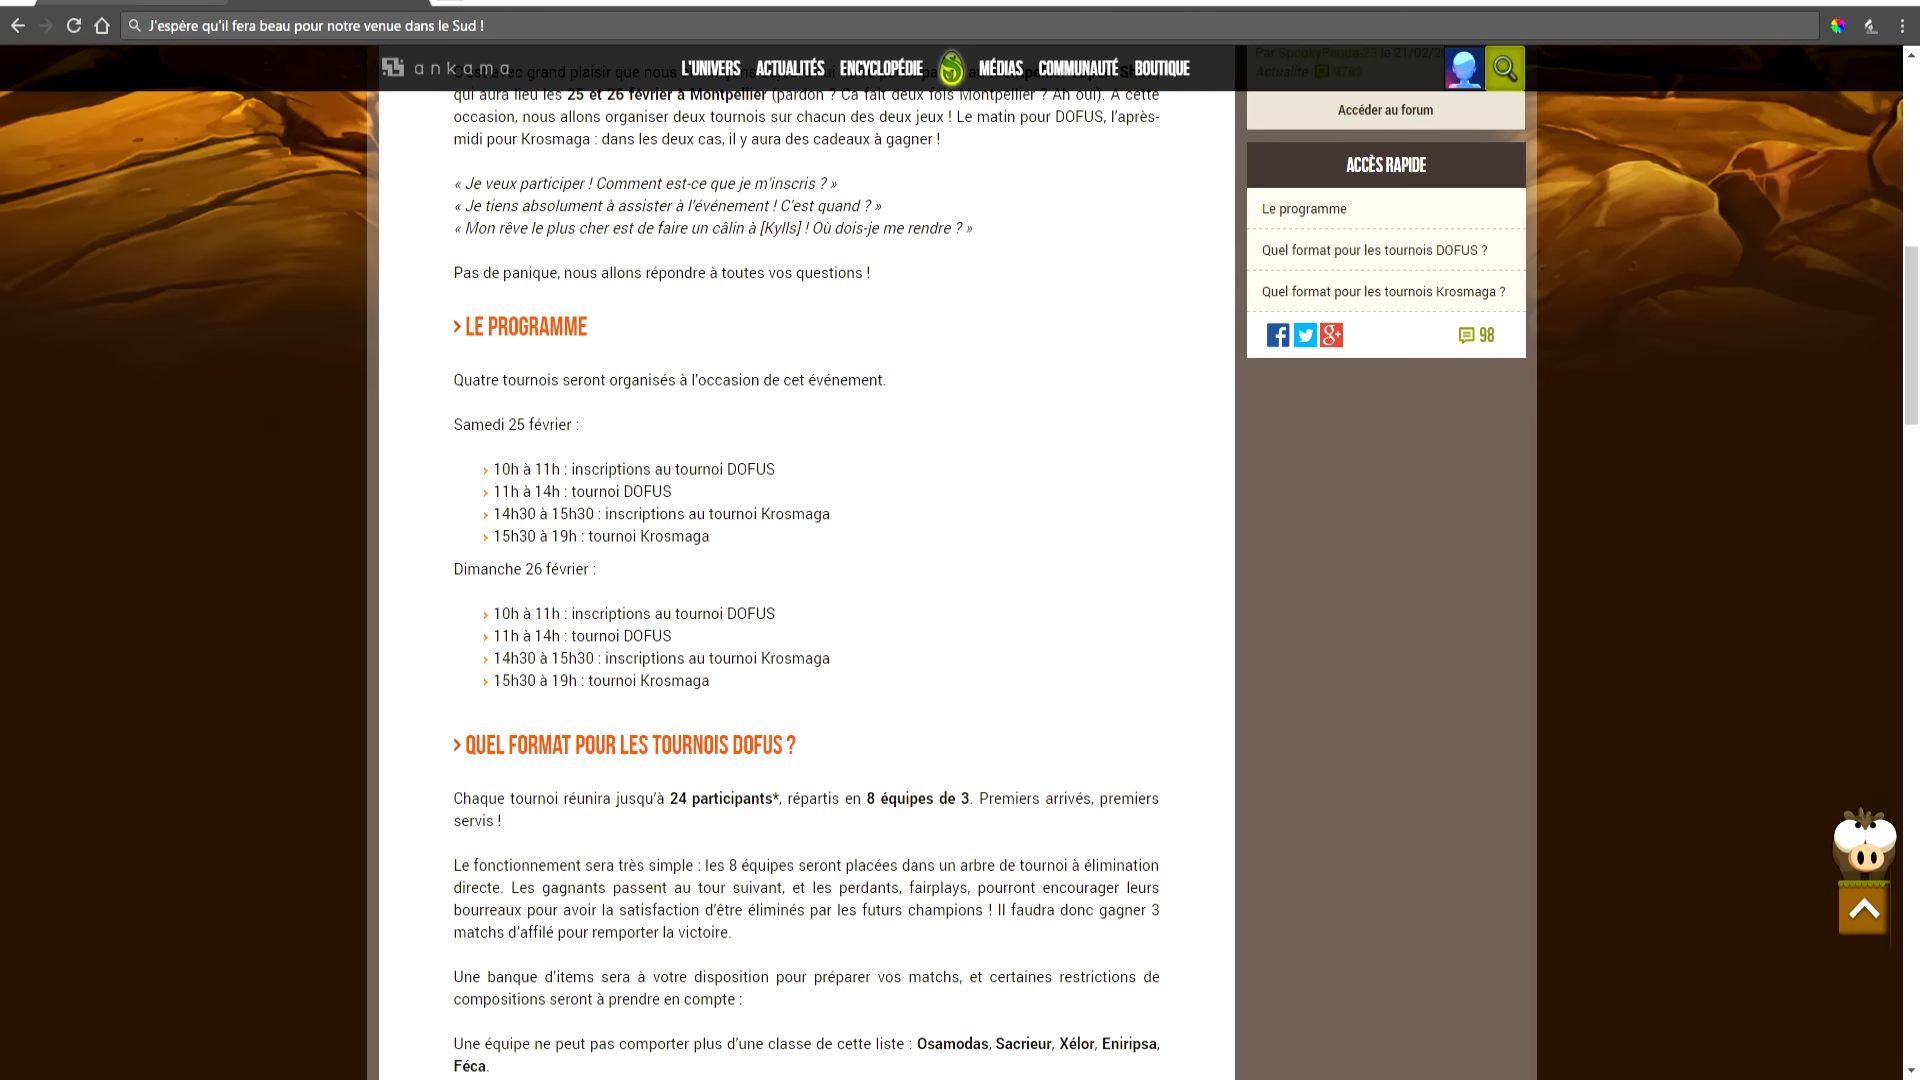 J'espère qu'il fera beau pour notre venue dans le Sud !
ankama
L'UNIVERS ACTUALITÉS ENCYCLOPÉDIE MÉDIAS COMMUNAUTÉ BOUTIQUE
grand plaisir que nous
qui aura lieu les 25 et 26 février à Montpellier (pardon ? Ca fait deux fois Montpellier ? Ah oui). A cette
occasion, nous allons organiser deux tournois sur chacun des deux jeux ! Le matin pour DOFUS, l'après-
midi pour Krosmaga : dans les deux cas, il y aura des cadeaux à gagner !
« Je veux participer ! Comment est-ce que je m'inscris ? »
« Je tiens absolument à assister à l'événement ! C'est quand ? »
« Mon rêve le plus cher est de faire un câlin à [Kylls] ! Où dois-je me rendre ? »
Pas de panique, nous allons répondre à toutes vos questions !
> LE PROGRAMME
Quatre tournois seront organisés à l'occasion de cet événement.
Samedi 25 février :
› 10h à 11h : inscriptions au tournoi DOFUS
› 11h à 14h : tournoi DOFUS
› 14h30 à 15h30 : inscriptions au tournoi Krosmaga
› 15h30 à 19h : tournoi Krosmaga
Dimanche 26 février :
› 10h à 11h : inscriptions au tournoi DOFUS
› 11h à 14h : tournoi DOFUS
› 14h30 à 15h30 : inscriptions au tournoi Krosmaga
› 15h30 à 19h : tournoi Krosmaga
> QUEL FORMAT POUR LES TOURNOIS DOFUS ?
Chaque tournoi réunira jusqu'à 24 participants*, répartis en 8 équipes de 3. Premiers arrivés, premiers
servis !
Le fonctionnement sera très simple : les 8 équipes seront placées dans un arbre de tournoi à élimination
directe. Les gagnants passent au tour suivant, et les perdants, fairplays, pourront encourager leurs
bourreaux pour avoir la satisfaction d'être éliminés par les futurs champions ! Il faudra donc gagner 3
matchs d'affilé pour remporter la victoire.
Une banque d'items sera à votre disposition pour préparer vos matchs, et certaines restrictions de
compositions seront à prendre en compte :
Une équipe ne peut pas comporter plus d'une classe de cette liste : Osamodas, Sacrieur, Xélor, Eniripsa,
Féca.
Par SpookyPanda-33 le 21/02/2
Actualité
Accéder au forum
ACCÈS RAPIDE
Le programme
Quel format pour les tournois DOFUS ?
Quel format pour les tournois Krosmaga ?
98